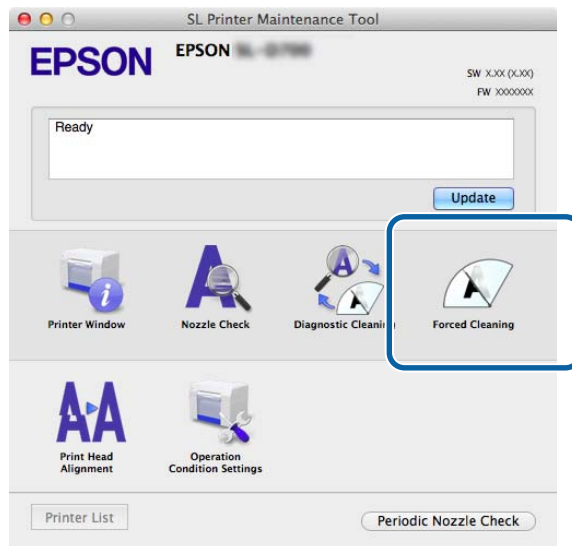 SL Printer Maintenance Tool
EPSON
EPSON
SW X.XX (X.XX)
FW XXXXXXX
Ready
Update
Printer Window
Nozzle Check
Diagnostic Cleaning
Forced Cleaning
Print Head
Alignment
Operation
Condition Settings
Printer List
Periodic Nozzle Check